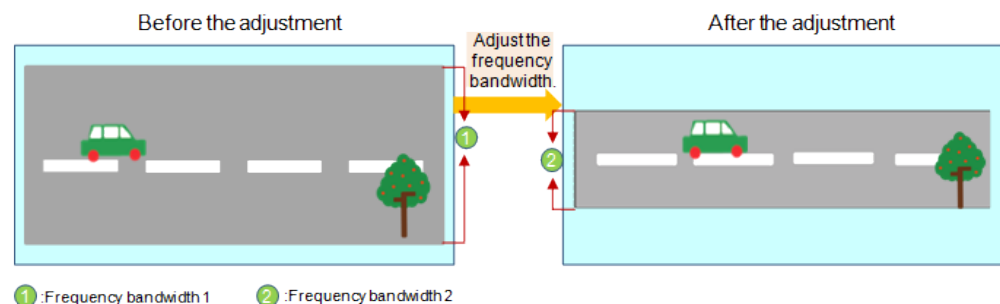 Before the adjustment
After the adjustment
Adjust the
frequency
bandwidth.
1
2
1 :Frequency bandwidth 1
2 :Frequency bandwidth 2